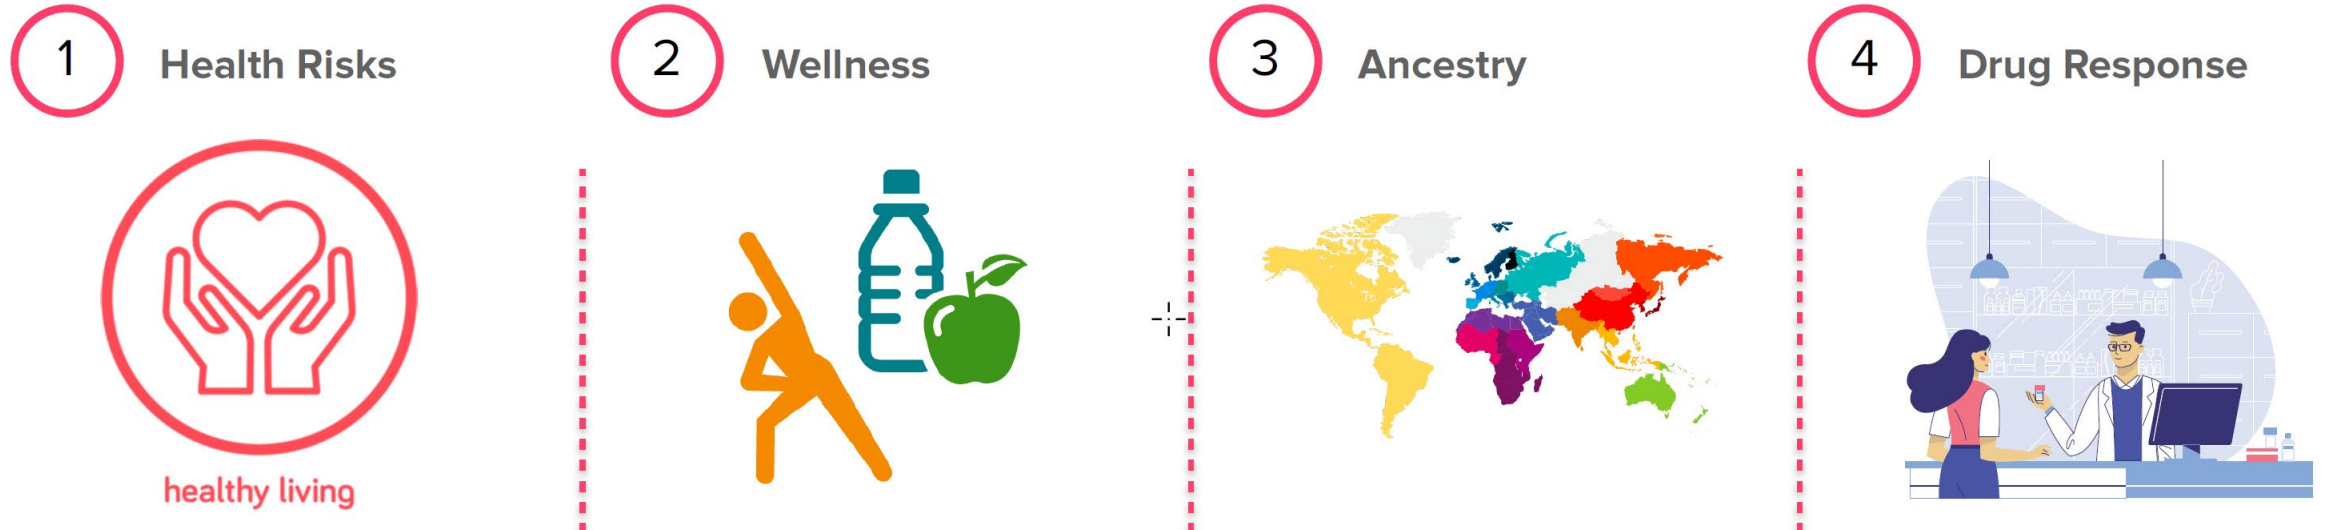 1 Health Risks
2 Wellness
3 Ancestry
4 Drug Response
healthy living